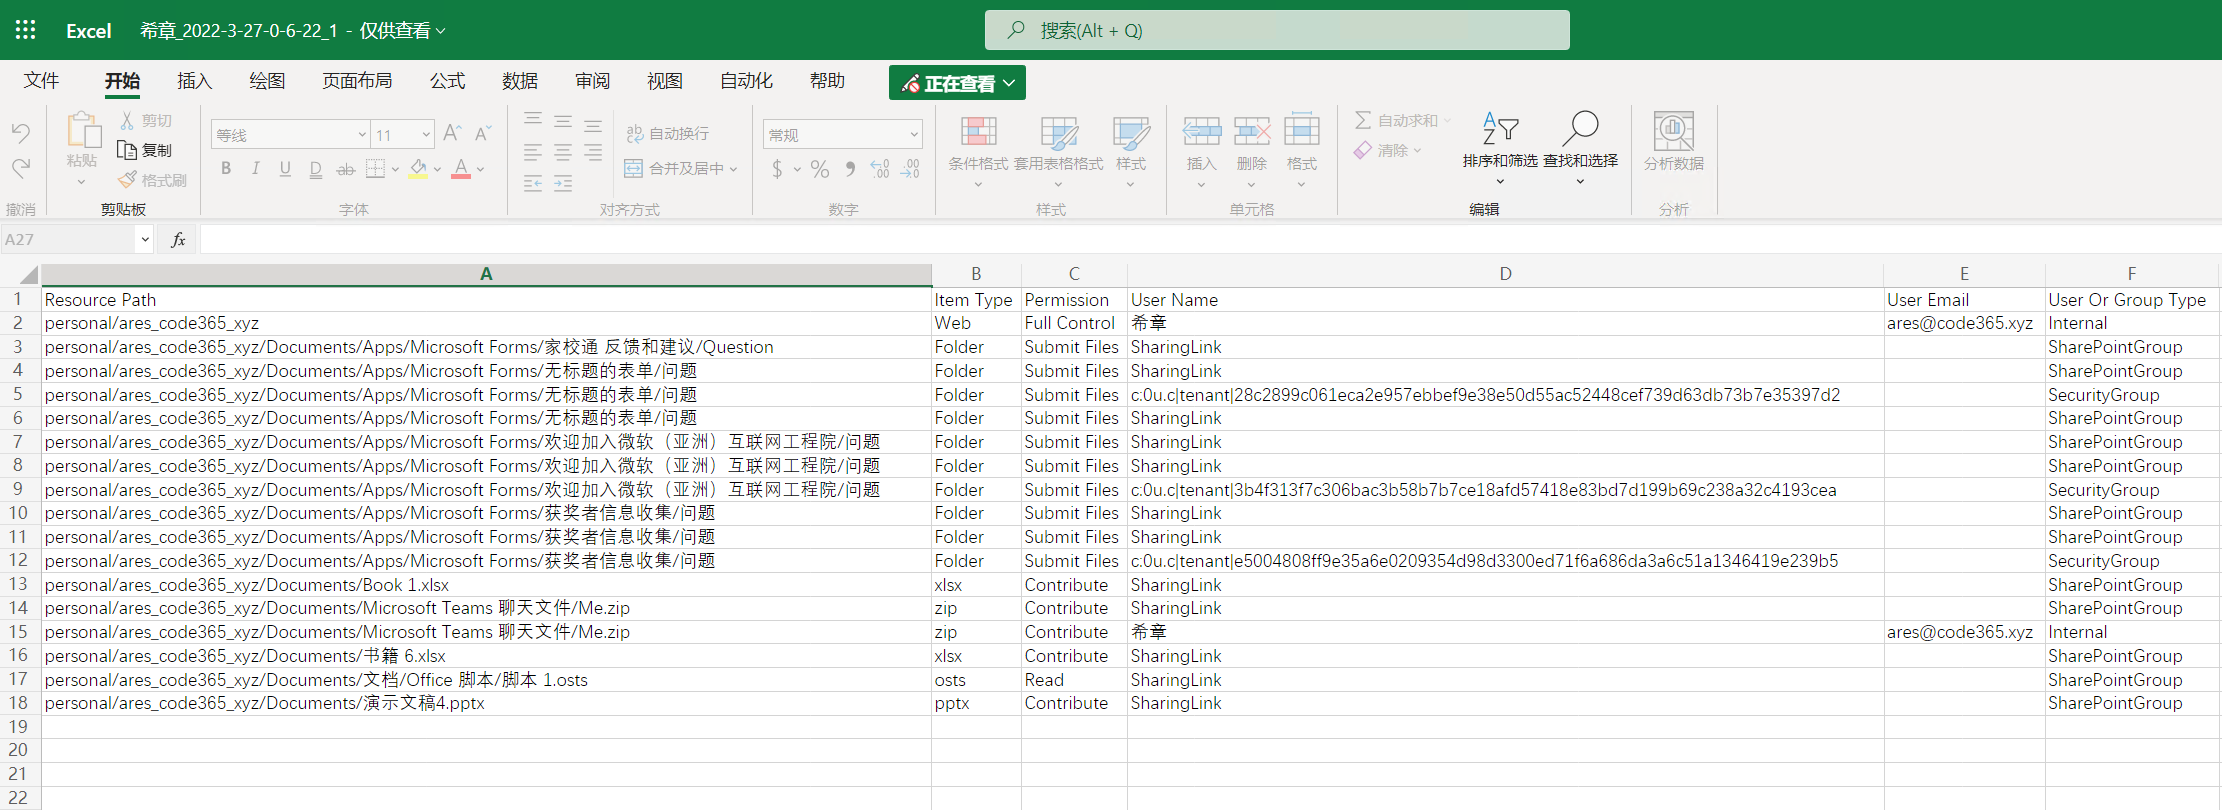 Excel 希章_2022-3-27-0-6-22_1 - 仅供查看 搜索(Alt + Q)
文件 开始 插入 绘图 页面布局 公式 数据 审阅 视图 自动化 帮助 正在查看
粘贴 剪切 复制 格式刷
等线 11
B I U D ab A
自动换行
合并及居中
常规
$ % 9 .00 .00
条件格式 套用表格格式 样式
插入 删除 格式
自动求和
清除
排序和筛选 查找和选择 分析数据
撤消 剪贴板 字体 对齐方式 数字 样式 单元格 编辑 分析
A27 fx
A B C D E F
1 Resource Path Item Type Permission User Name User Email User Or Group Type
2 personal/ares_code365_xyz Web Full Control 希章 ares@code365.xyz Internal
3 personal/ares_code365_xyz/Documents/Apps/Microsoft Forms/家校通 反馈和建议/Question Folder Submit Files SharingLink SharePointGroup
4 personal/ares_code365_xyz/Documents/Apps/Microsoft Forms/无标题的表单/问题 Folder Submit Files SharingLink SharePointGroup
5 personal/ares_code365_xyz/Documents/Apps/Microsoft Forms/无标题的表单/问题 Folder Submit Files c:0u.c|tenant|28c2899c061eca2e957ebbef9e38e50d55ac52448cef739d63db73b7e35397d2 SecurityGroup
6 personal/ares_code365_xyz/Documents/Apps/Microsoft Forms/无标题的表单/问题 Folder Submit Files SharingLink SharePointGroup
7 personal/ares_code365_xyz/Documents/Apps/Microsoft Forms/欢迎加入微软（亚洲）互联网工程院/问题 Folder Submit Files SharingLink SharePointGroup
8 personal/ares_code365_xyz/Documents/Apps/Microsoft Forms/欢迎加入微软（亚洲）互联网工程院/问题 Folder Submit Files SharingLink SharePointGroup
9 personal/ares_code365_xyz/Documents/Apps/Microsoft Forms/欢迎加入微软（亚洲）互联网工程院/问题 Folder Submit Files c:0u.c|tenant|3b4f313f7c306bac3b58b7b7ce18afd57418e83bd7d199b69c238a32c4193cea SecurityGroup
10 personal/ares_code365_xyz/Documents/Apps/Microsoft Forms/获奖者信息收集/问题 Folder Submit Files SharingLink SharePointGroup
11 personal/ares_code365_xyz/Documents/Apps/Microsoft Forms/获奖者信息收集/问题 Folder Submit Files SharingLink SharePointGroup
12 personal/ares_code365_xyz/Documents/Apps/Microsoft Forms/获奖者信息收集/问题 Folder Submit Files c:0u.c|tenant|e5004808ff9e35a6e0209354d98d3300ed71f6a686da3a6c51a1346419e239b5 SecurityGroup
13 personal/ares_code365_xyz/Documents/Book 1.xlsx xlsx Contribute SharingLink SharePointGroup
14 personal/ares_code365_xyz/Documents/Microsoft Teams 聊天文件/Me.zip zip Contribute SharingLink SharePointGroup
15 personal/ares_code365_xyz/Documents/Microsoft Teams 聊天文件/Me.zip zip Contribute 希章 ares@code365.xyz Internal
16 personal/ares_code365_xyz/Documents/书籍 6.xlsx xlsx Contribute SharingLink SharePointGroup
17 personal/ares_code365_xyz/Documents/文档/Office 脚本/脚本 1.osts osts Read SharingLink SharePointGroup
18 personal/ares_code365_xyz/Documents/演示文稿4.pptx pptx Contribute SharingLink SharePointGroup
19
20
21
22